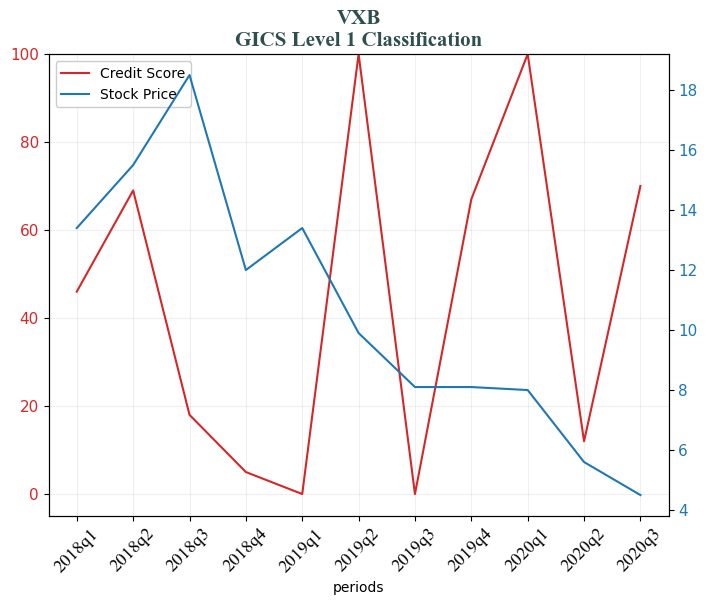 VXB
GICS Level 1 Classification
Credit Score
Stock Price
100
80
60
40
20
0
18
16
14
12
10
8
6
4
2018q1
2018q2
2018q3
2018q4
2019q1
2019q2
2019q3
2019q4
2020q1
2020q2
2020q3
periods